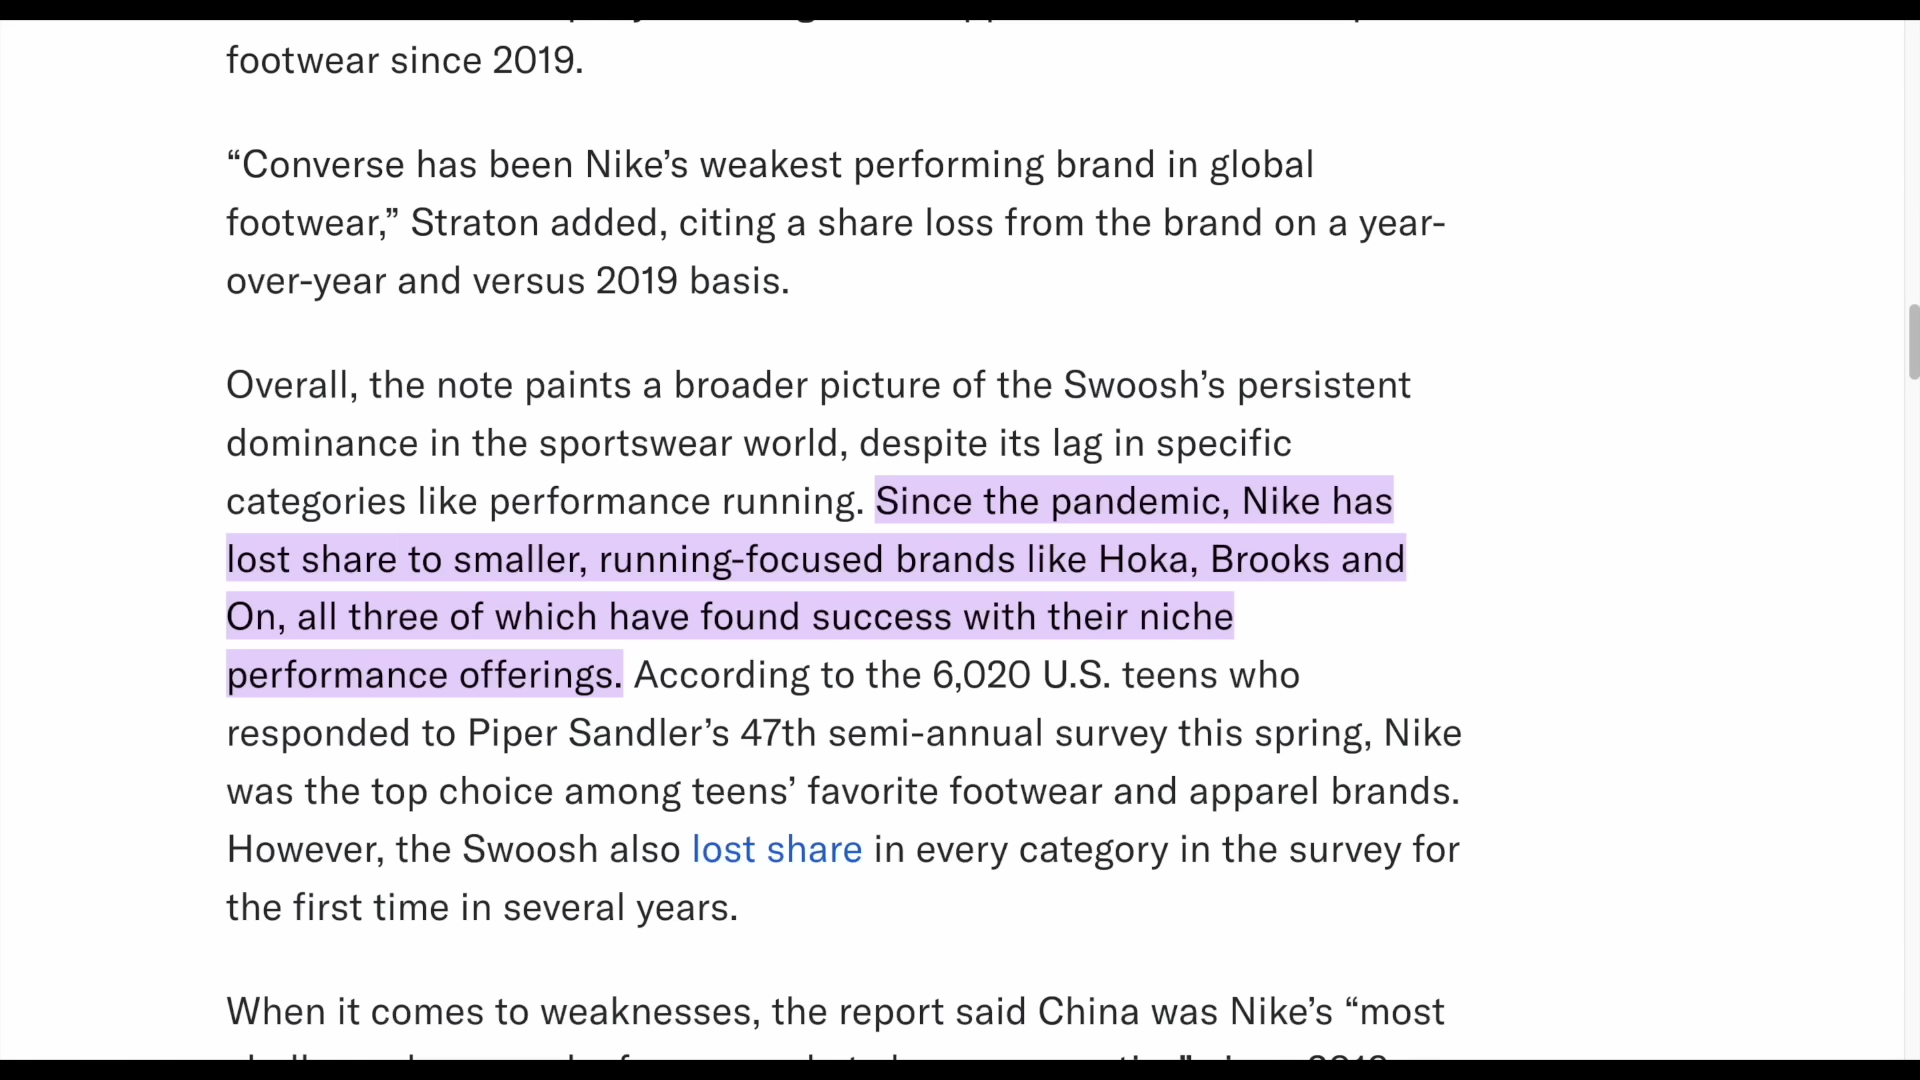 footwear since 2019.
“Converse has been Nike’s weakest performing brand in global
footwear,” Straton added, citing a share loss from the brand on a year-
over-year and versus 2019 basis.
Overall, the note paints a broader picture of the Swoosh’s persistent
dominance in the sportswear world, despite its lag in specific
categories like performance running. Since the pandemic, Nike has
lost share to smaller, running-focused brands like Hoka, Brooks and
On, all three of which have found success with their niche
performance offerings. According to the 6,020 U.S. teens who
responded to Piper Sandler’s 47th semi-annual survey this spring, Nike
was the top choice among teens’ favorite footwear and apparel brands.
However, the Swoosh also lost share in every category in the survey for
the first time in several years.
When it comes to weaknesses, the report said China was Nike’s “most